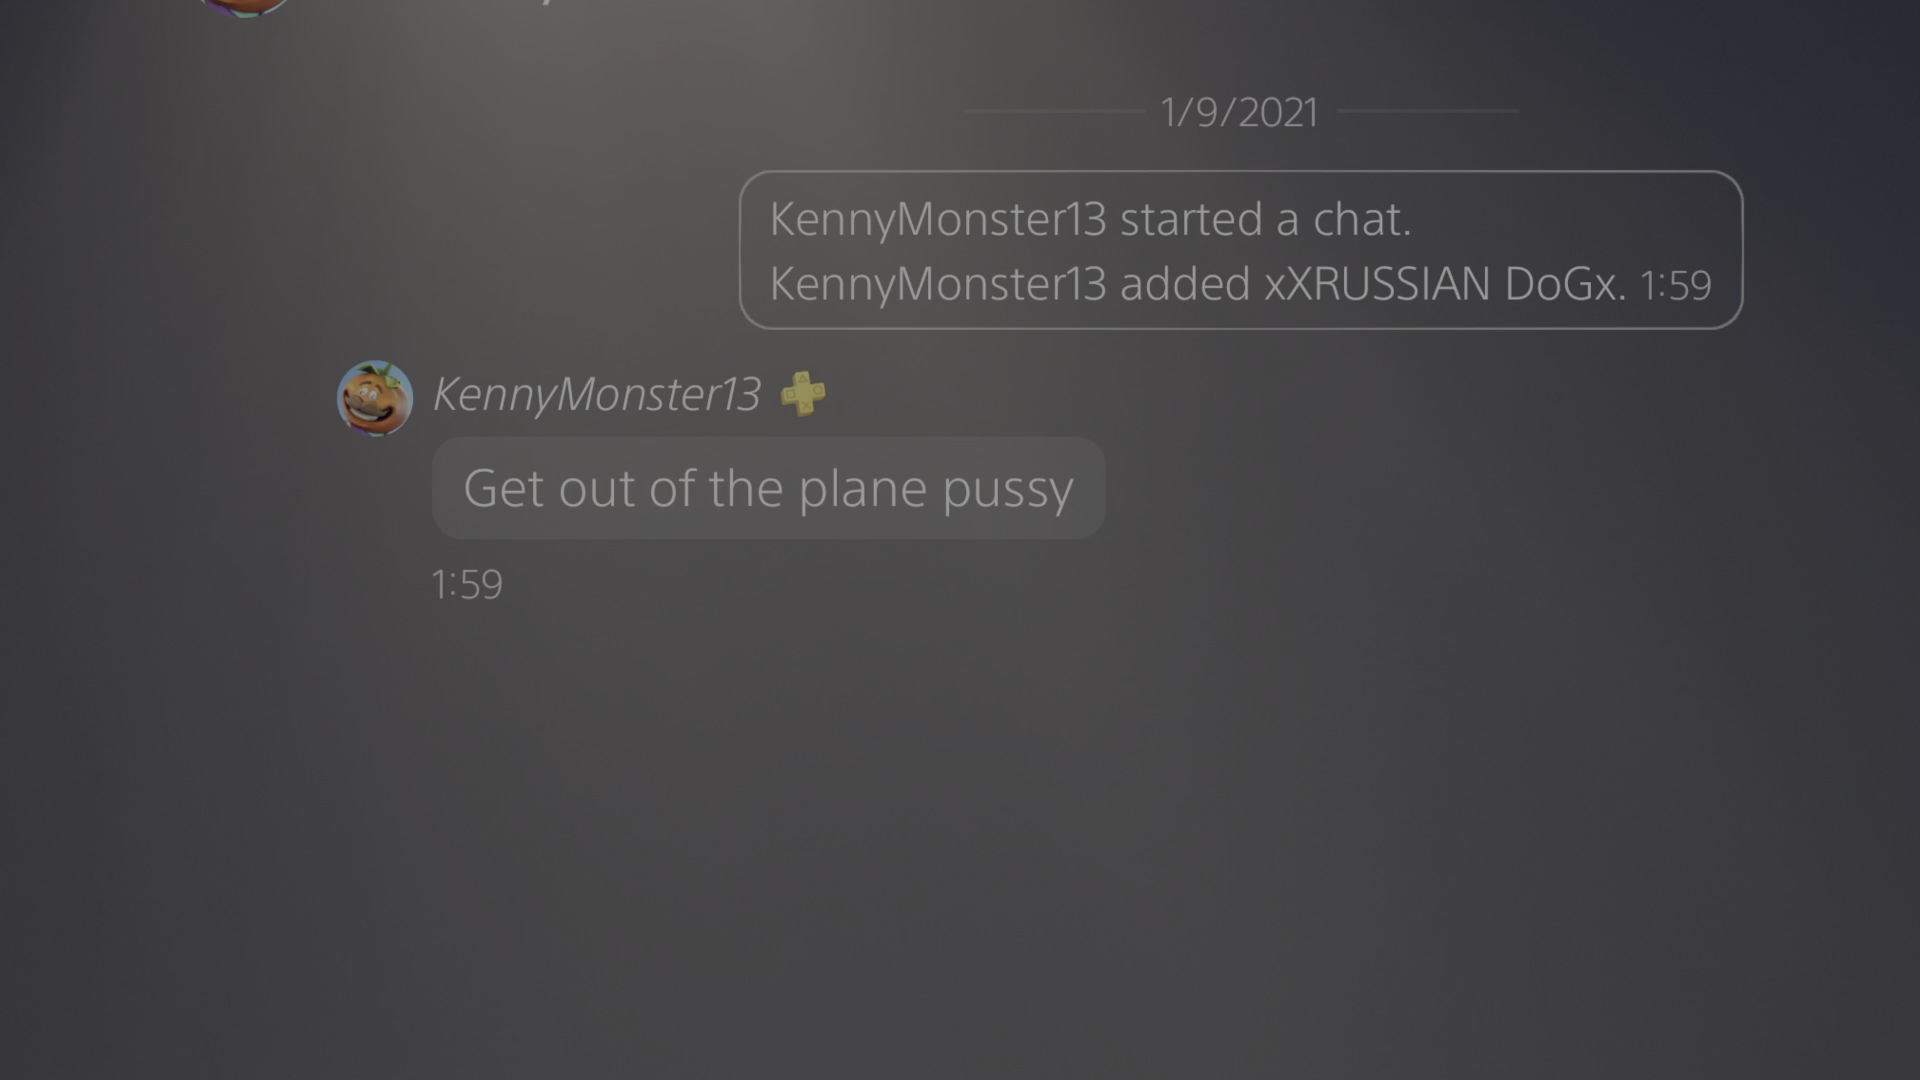 1/9/2021
KennyMonster13 started a chat.
KennyMonster13 added xXRUSSIAN DoGx. 1:59
KennyMonster13
Get out of the plane pussy
1:59